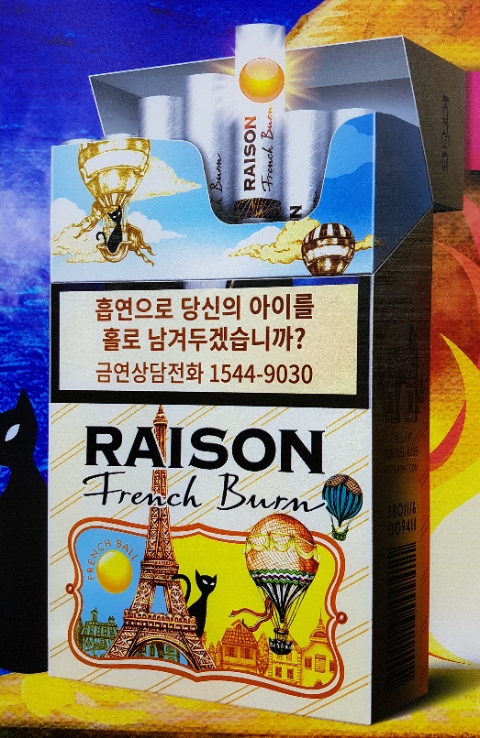 RAISON
French Burn
흡연으로 당신의 아이를
홀로 남겨두겠습니까?
금연상담전화 1544-9030
RAISON
French Burn
FRENCH BALL